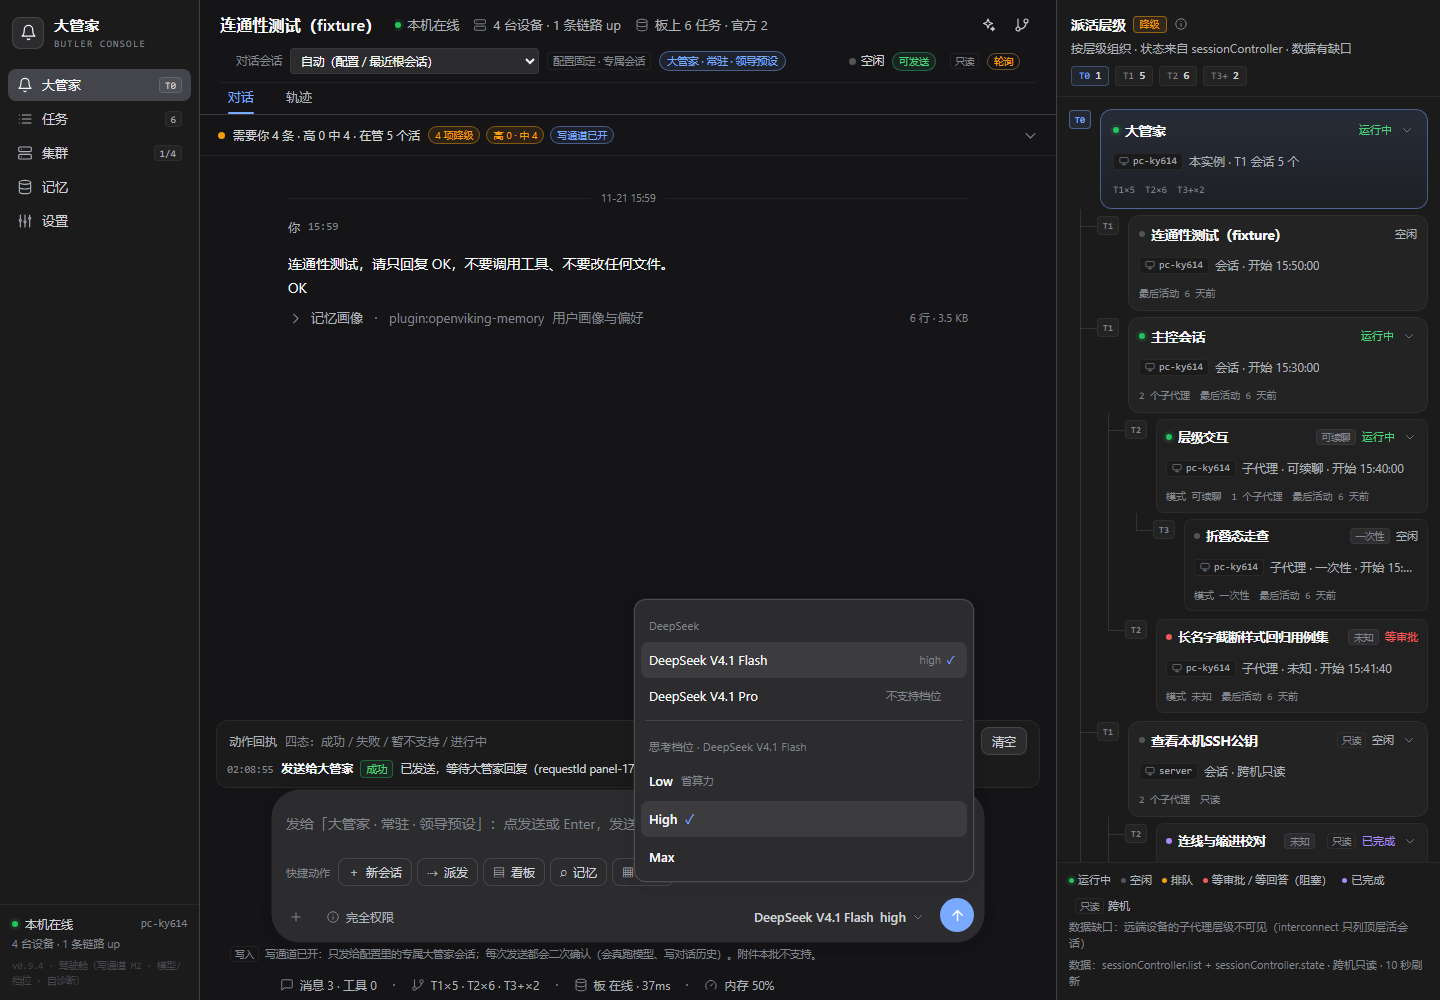 大管家
BUTLER CONSOLE
大管家 T0
任务 6
集群 1/4
记忆
设置
本机在线 pc-ky614
4 台设备 · 1 条链路 up
v0.9.4 · 驾驶舱（写通道 M2 · 模型/
档位 · 自诊断）
连通性测试（fixture） 本机在线 4 台设备 · 1 条链路 up 板上 6 任务 · 官方 2
对话会话 自动（配置 / 最近根会话） 配置固定 · 专属会话 大管家 · 常驻 · 领导预设 空闲 可发送 只读 轮询
对话 轨迹
需要你 4 条 · 高 0 中 4 · 在管 5 个活 4 项降级 高 0 · 中 4 写通道已开
11-21 15:59
你 15:59
连通性测试，请只回复 OK，不要调用工具、不要改任何文件。
OK
记忆画像 · plugin:openviking-memory 用户画像与偏好 6 行 · 3.5 KB
DeepSeek
DeepSeek V4.1 Flash high ✓
DeepSeek V4.1 Pro 不支持档位
思考档位 · DeepSeek V4.1 Flash
Low 省算力
High ✓
Max
动作回执 四态：成功 / 失败 / 暂不支持 / 进行中 清空
02:08:55 发送给大管家 成功 已发送，等待大管家回复（requestId panel-17
发给「大管家 · 常驻 · 领导预设」：点发送或 Enter，发送
快捷动作 + 新会话 派发 看板 记忆
+ 完全权限 DeepSeek V4.1 Flash high
写入 写通道已开：只发给配置里的专属大管家会话；每次发送都会二次确认（会真跑模型、写对话历史）。附件本批不支持。
消息 3 · 工具 0 · T1×5 · T2×6 · T3+×2 · 板 在线 · 37ms · 内存 50%
派活层级 降级
按层级组织 · 状态来自 sessionController · 数据有缺口
T0 1 T1 5 T2 6 T3+ 2
T0 大管家 运行中
pc-ky614 本实例 · T1 会话 5 个
T1×5 T2×6 T3+×2
T1 连通性测试（fixture） 空闲
pc-ky614 会话 · 开始 15:50:00
最后活动 6 天前
T1 主控会话 运行中
pc-ky614 会话 · 开始 15:30:00
2 个子代理 最后活动 6 天前
T2 层级交互 可续聊 运行中
pc-ky614 子代理 · 可续聊 · 开始 15:40:00
模式 可续聊 1 个子代理 最后活动 6 天前
T3 折叠态走查 一次性 空闲
pc-ky614 子代理 · 一次性 · 开始 15:...
模式 一次性 最后活动 6 天前
T2 长名字截断样式回归用例集 未知 等审批
pc-ky614 子代理 · 未知 · 开始 15:41:40
模式 未知 最后活动 6 天前
T1 查看本机SSH公钥 只读 空闲
server 会话 · 跨机只读
2 个子代理 只读
T2 连线与缩进校对 未知 只读 已完成
运行中 空闲 排队 等审批 / 等回答（阻塞） 已完成
只读 跨机
数据缺口：远端设备的子代理层级不可见（interconnect 只列顶层活会
话）
数据：sessionController.list + sessionController.state · 跨机只读 · 10 秒刷
新